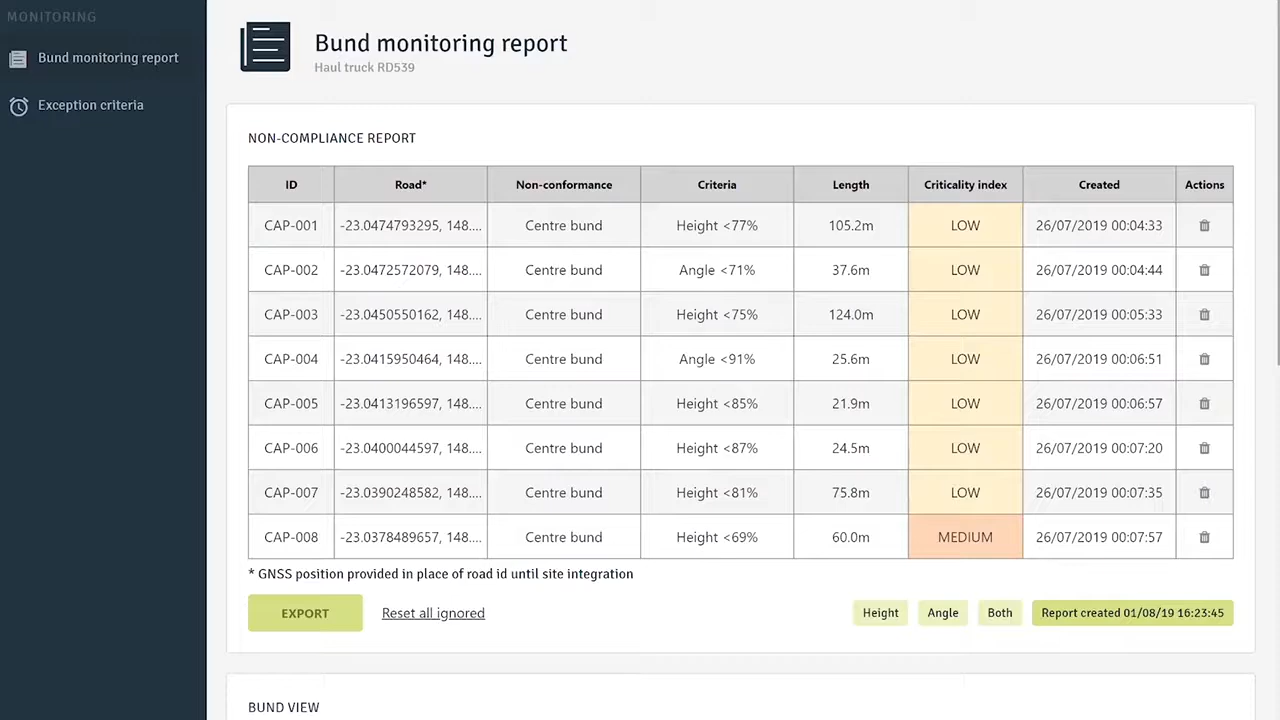 MONITORING
Bund monitoring report
Exception criteria
Bund monitoring report
Haul truck RD539
NON-COMPLIANCE REPORT
ID Road* Non-conformance Criteria Length Criticality index Created Actions
CAP-001 -23.0474793295, 148.... Centre bund Height <77% 105.2m LOW 26/07/2019 00:04:33
CAP-002 -23.0472572079, 148.... Centre bund Angle <71% 37.6m LOW 26/07/2019 00:04:44
CAP-003 -23.0450550162, 148.... Centre bund Height <75% 124.0m LOW 26/07/2019 00:05:33
CAP-004 -23.0415950464, 148.... Centre bund Angle <91% 25.6m LOW 26/07/2019 00:06:51
CAP-005 -23.0413196597, 148.... Centre bund Height <85% 21.9m LOW 26/07/2019 00:06:57
CAP-006 -23.0400044597, 148.... Centre bund Height <87% 24.5m LOW 26/07/2019 00:07:20
CAP-007 -23.0390248582, 148.... Centre bund Height <81% 75.8m LOW 26/07/2019 00:07:35
CAP-008 -23.0378489657, 148.... Centre bund Height <69% 60.0m MEDIUM 26/07/2019 00:07:57
* GNSS position provided in place of road id until site integration
EXPORT Reset all ignored Height Angle Both Report created 01/08/19 16:23:45
BUND VIEW